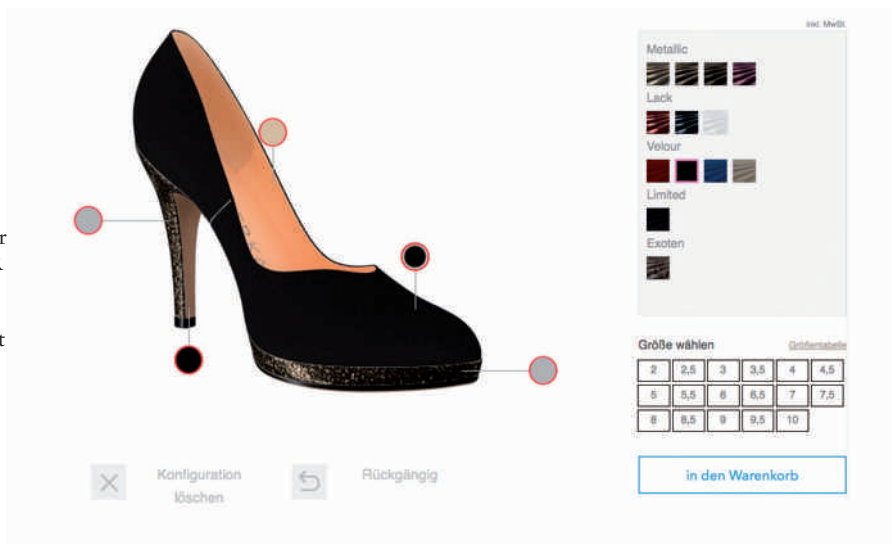 inkl. MwSt.
Metallic
Lack
Velour
Limited
Exoten
Größe wählen Größentabelle
2 2,5 3 3,5 4 4,5
5 5,5 6 6,5 7 7,5
8 8,5 9 9,5 10
in den Warenkorb
Konfiguration
löschen
Rückgängig